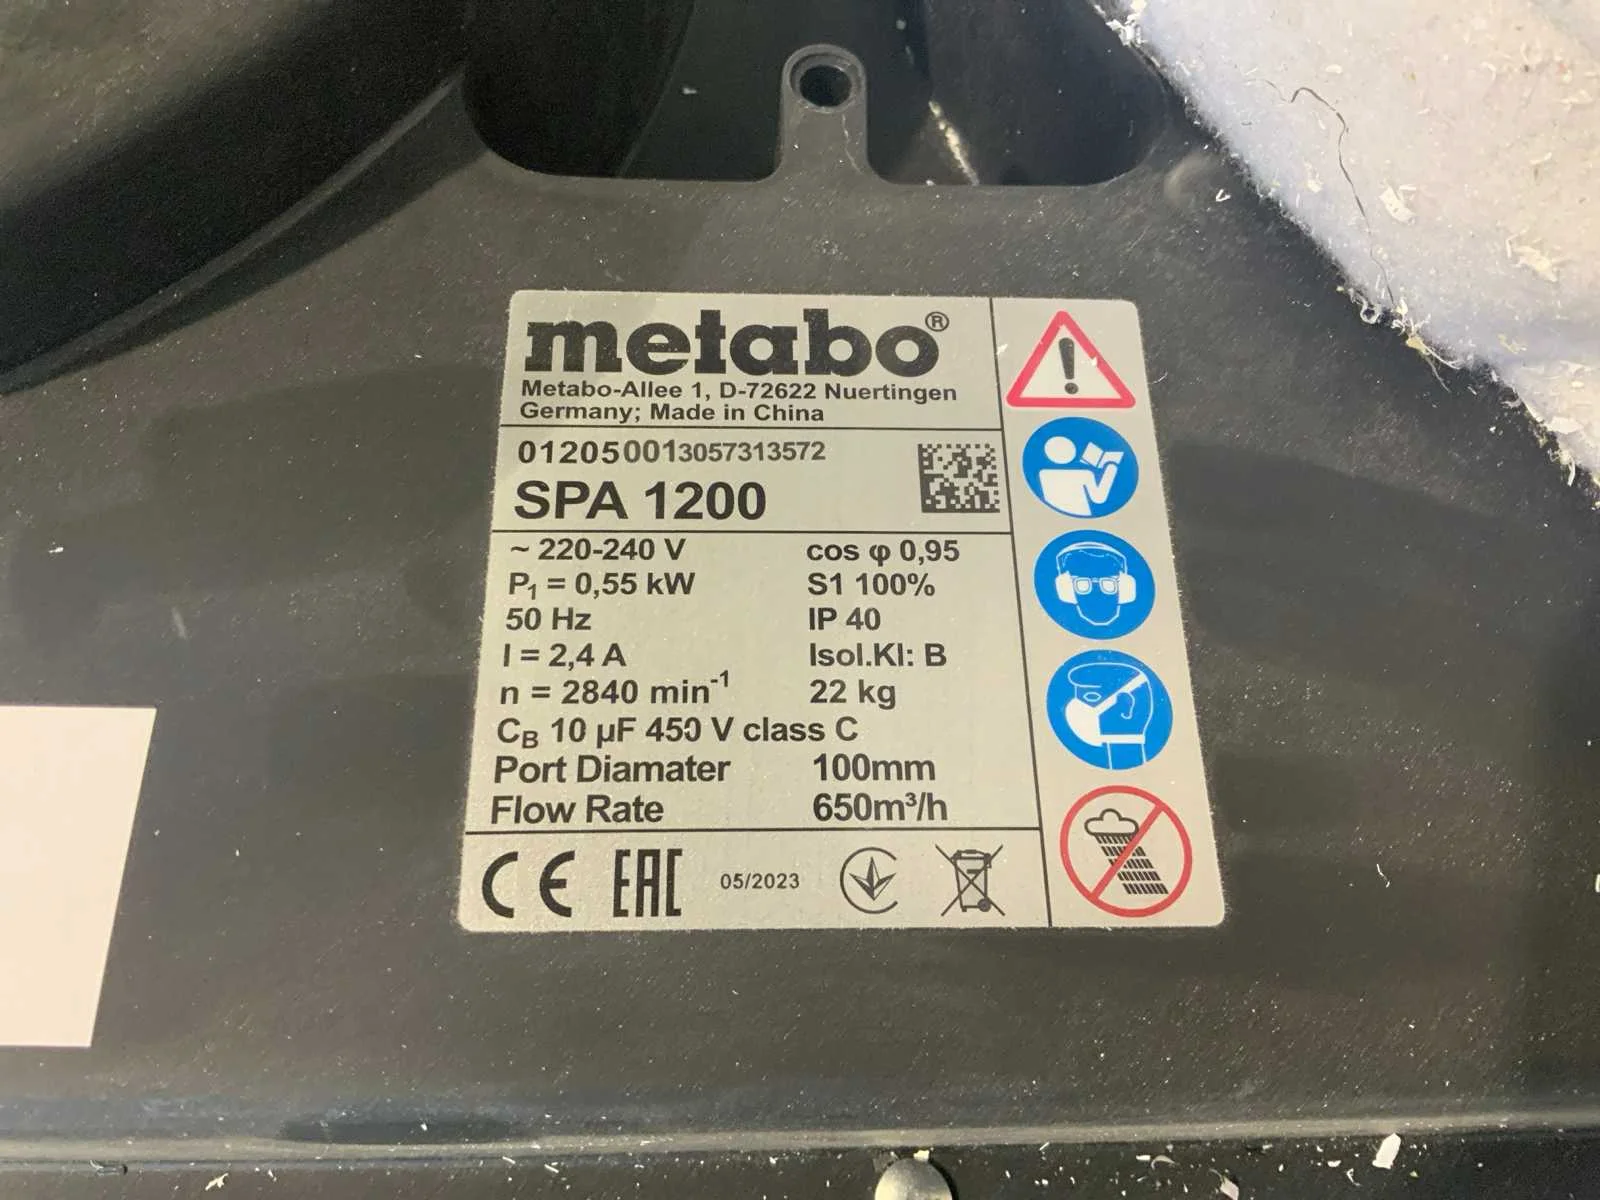 metabo®
Metabo-Allee 1, D-72622 Nuertingen
Germany; Made in China
012050013057313572
SPA 1200
~ 220-240 V cos φ 0,95
P₁ = 0,55 kW S1 100%
50 Hz IP 40
I = 2,4 A Isol.Kl: B
n = 2840 min⁻¹ 22 kg
C_B 10 µF 450 V class C
Port Diamater 100mm
Flow Rate 650m³/h
CE EAC 05/2023